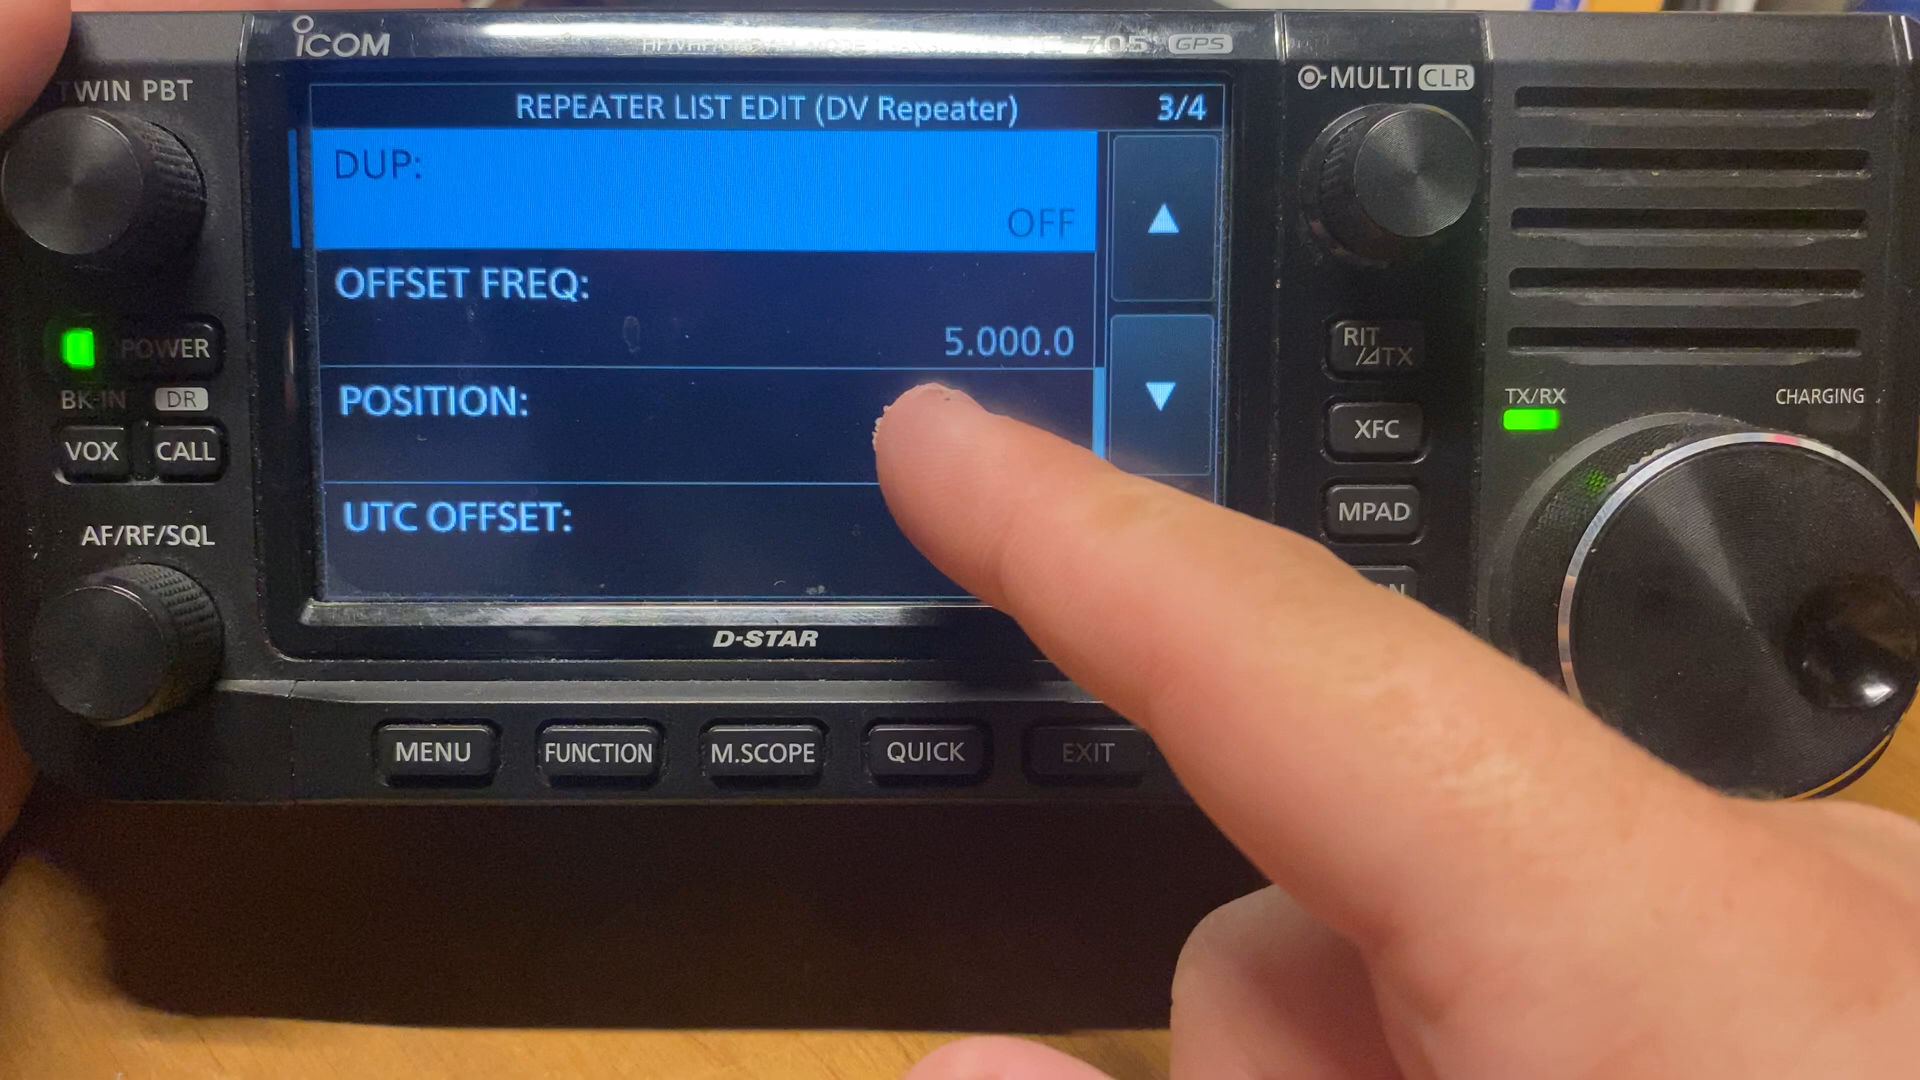 ICOM
705 GPS
TWIN PBT
MULTI CLR
REPEATER LIST EDIT (DV Repeater) 3/4
DUP:
OFF
OFFSET FREQ:
5.000.0
POSITION:
UTC OFFSET:
POWER
BK-IN DR
VOX CALL
AF/RF/SQL
RIT
/⊿TX
XFC
MPAD
TX/RX
CHARGING
D-STAR
MENU FUNCTION M.SCOPE QUICK EXIT